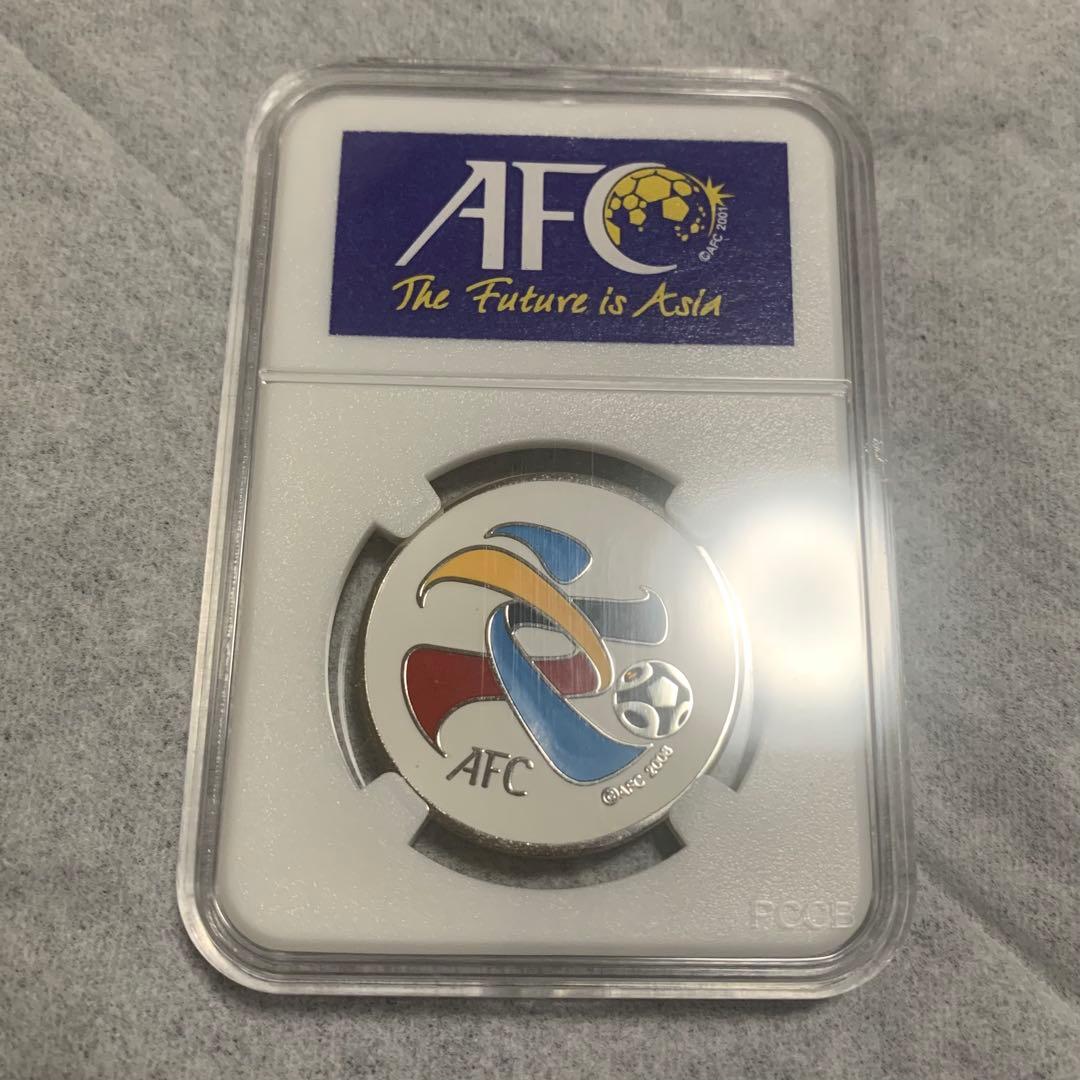 AFC
©AFC 2001
The Future is Asia
AFC
©AFC 2008
PCCB